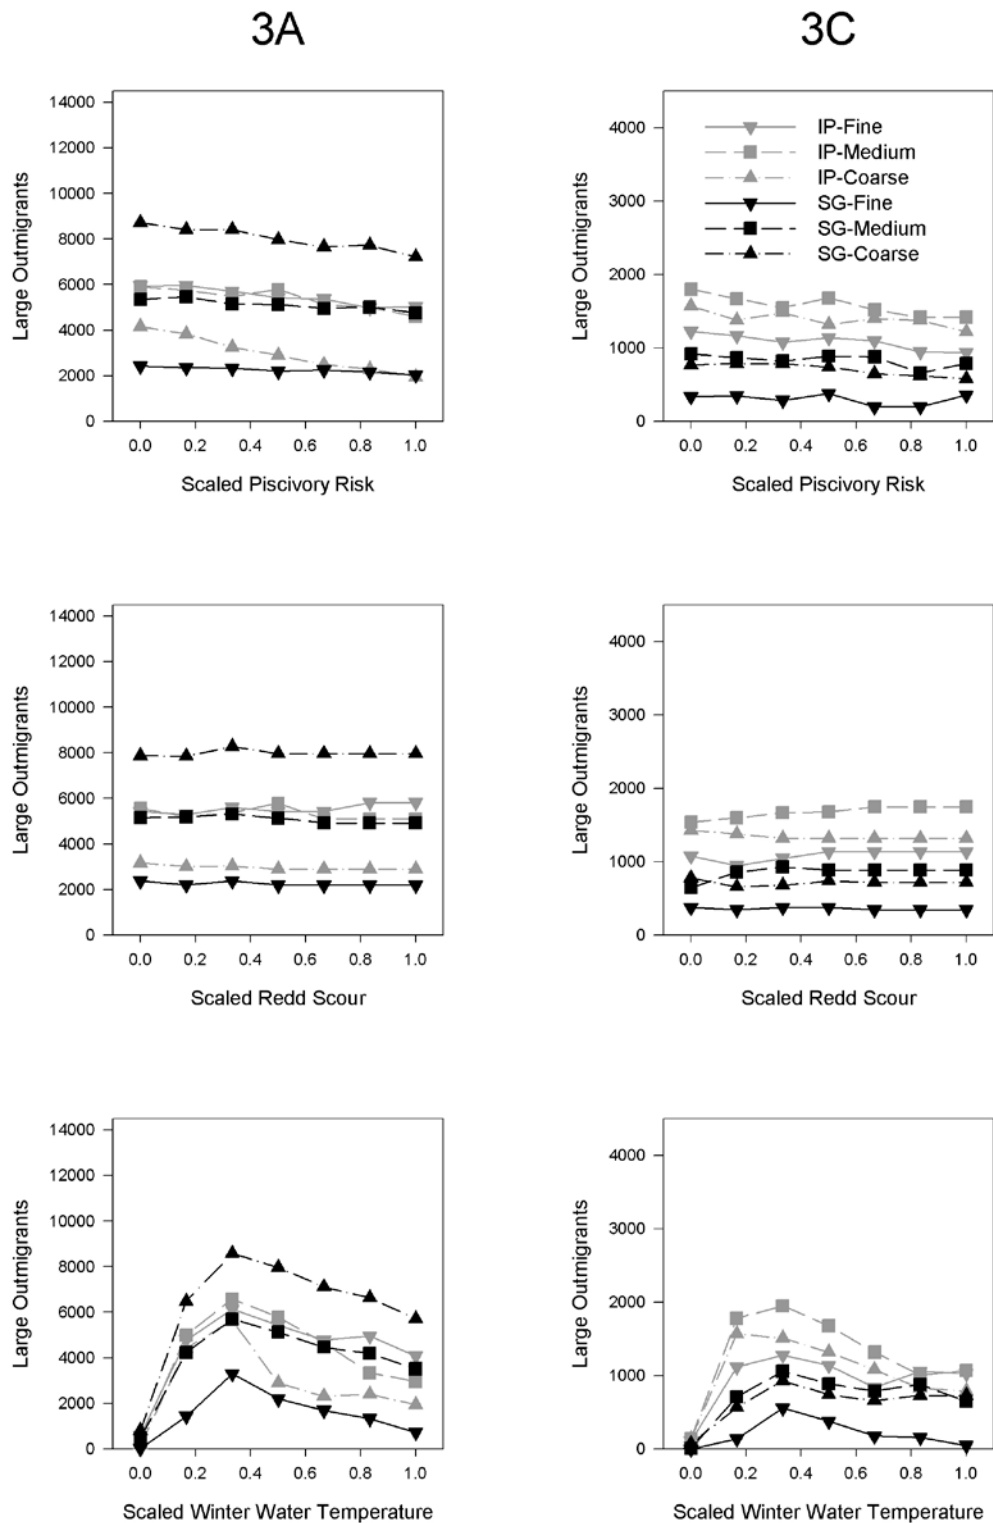 3A
3C
Large Outmigrants
14000
12000
10000
8000
6000
4000
2000
0
0.0 0.2 0.4 0.6 0.8 1.0
Scaled Piscivory Risk
Large Outmigrants
4000
3000
2000
1000
0
IP-Fine
IP-Medium
IP-Coarse
SG-Fine
SG-Medium
SG-Coarse
0.0 0.2 0.4 0.6 0.8 1.0
Scaled Piscivory Risk
Large Outmigrants
14000
12000
10000
8000
6000
4000
2000
0
0.0 0.2 0.4 0.6 0.8 1.0
Scaled Redd Scour
Large Outmigrants
4000
3000
2000
1000
0
0.0 0.2 0.4 0.6 0.8 1.0
Scaled Redd Scour
Large Outmigrants
14000
12000
10000
8000
6000
4000
2000
0
0.0 0.2 0.4 0.6 0.8 1.0
Scaled Winter Water Temperature
Large Outmigrants
4000
3000
2000
1000
0
0.0 0.2 0.4 0.6 0.8 1.0
Scaled Winter Water Temperature